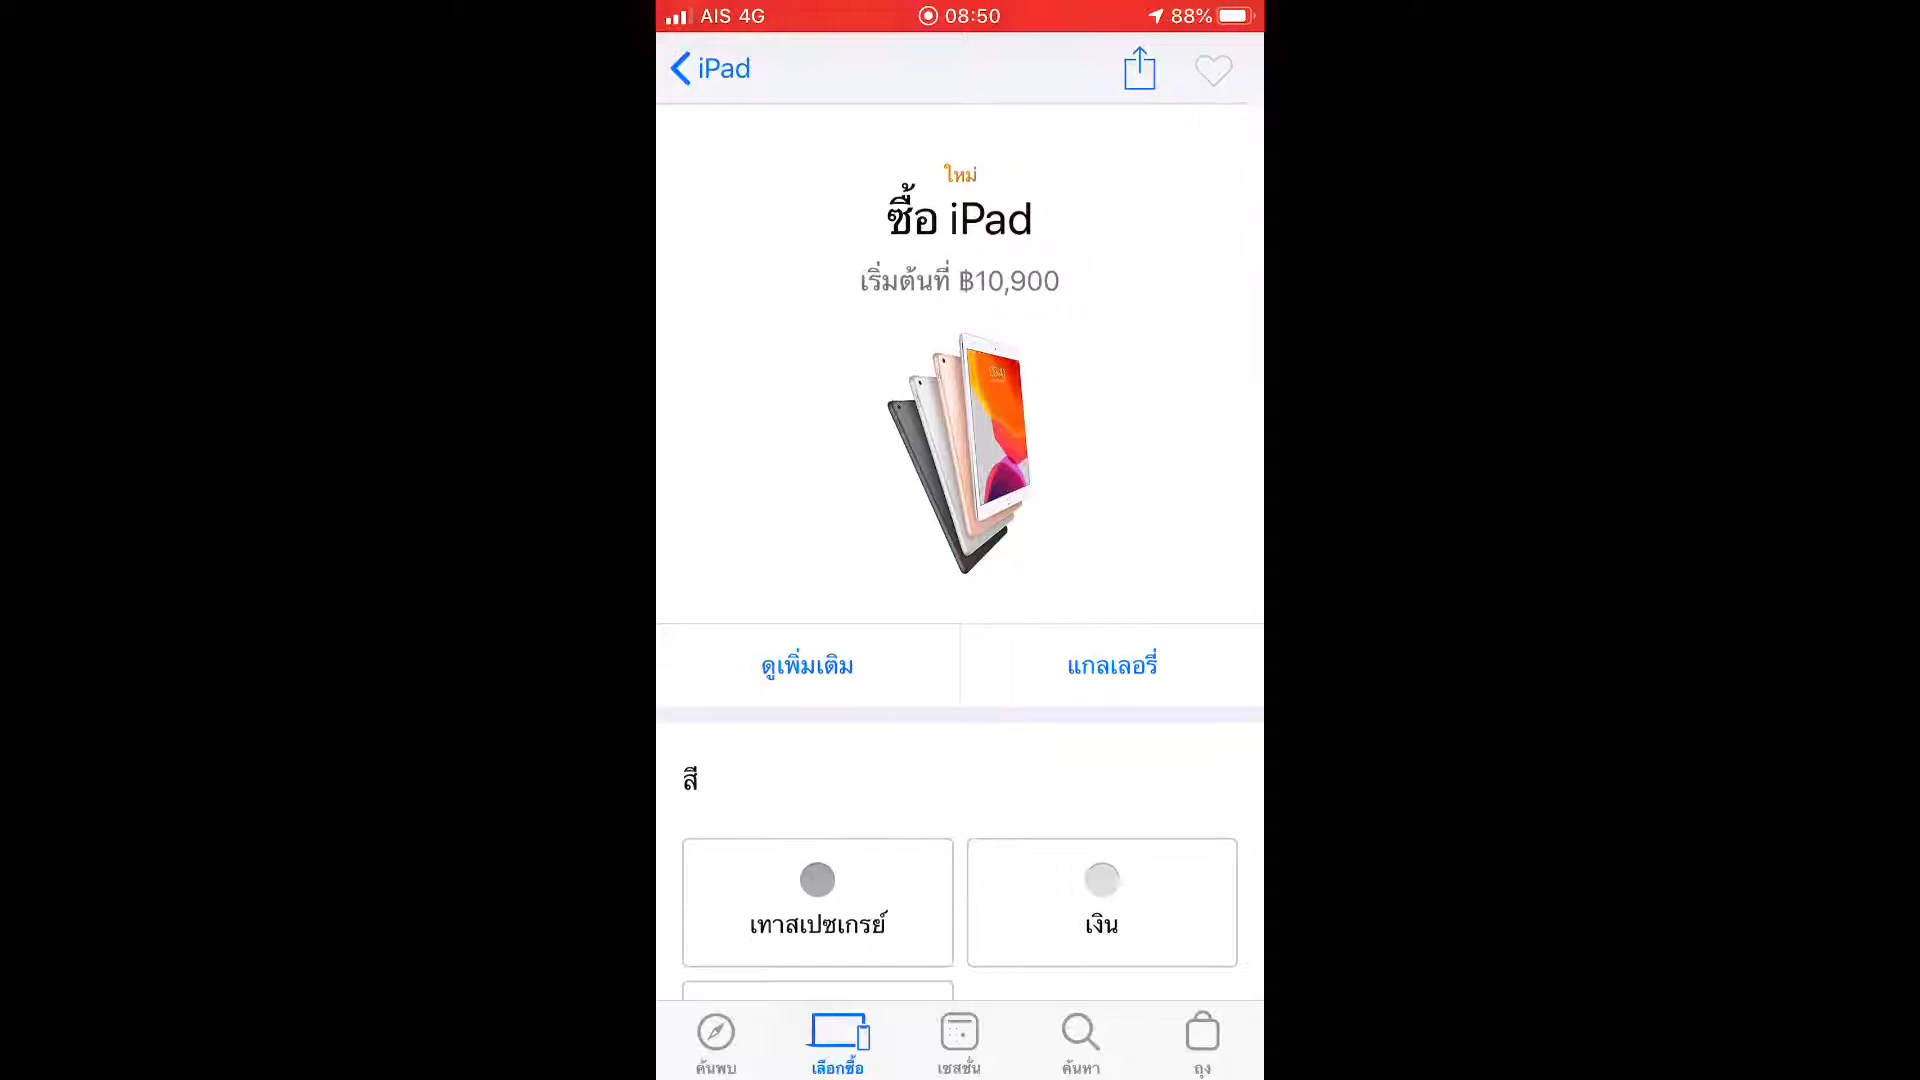 AIS 4G 08:50 88%
iPad
ใหม่
ซื้อ iPad
เริ่มต้นที่ ฿10,900
ดูเพิ่มเติม แกลเลอรี่
สี
เทาสเปซเกรย์ เงิน
ค้นพบ เลือกซื้อ เซสชั่น ค้นหา ถุง